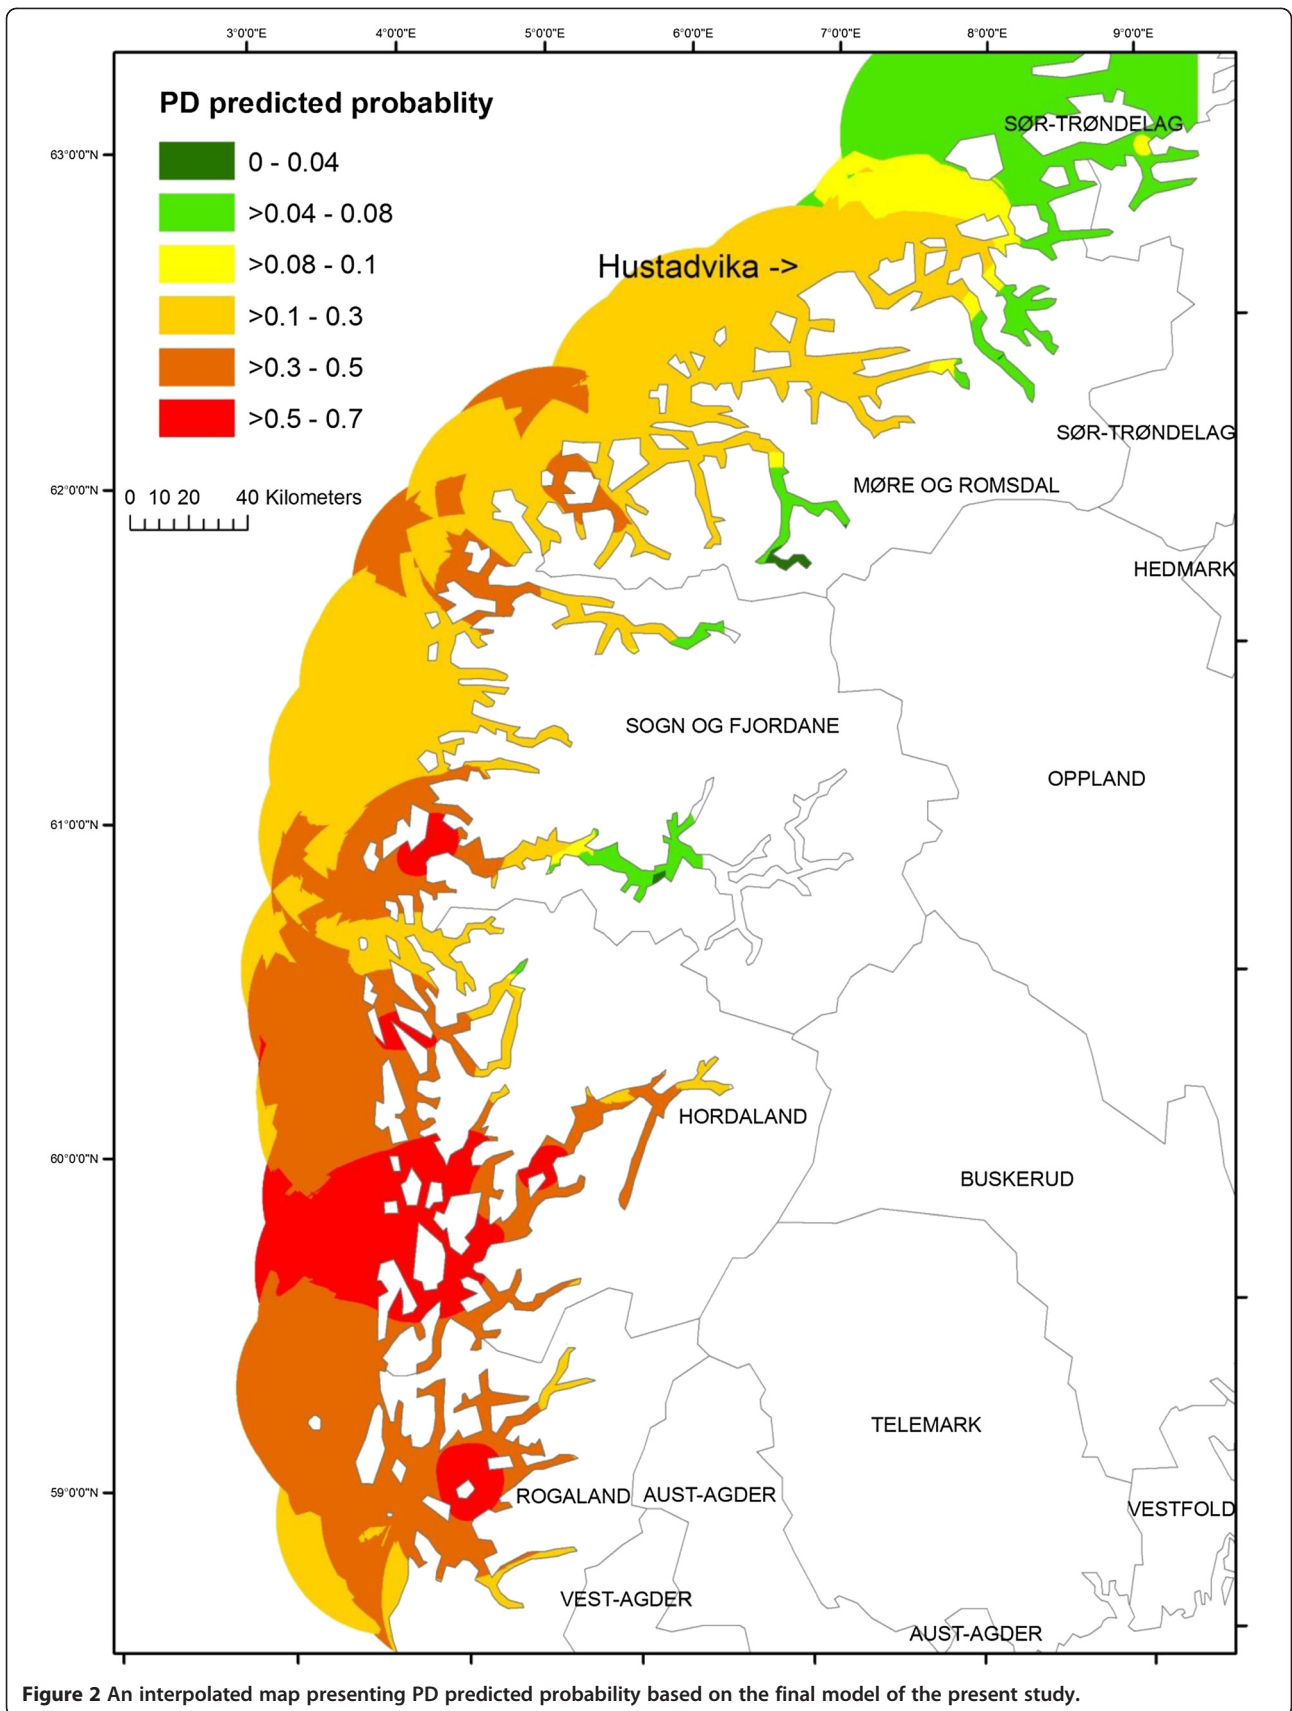 3°0'0"E 4°0'0"E 5°0'0"E 6°0'0"E 7°0'0"E 8°0'0"E 9°0'0"E
PD predicted probablity
0 - 0.04
>0.04 - 0.08
>0.08 - 0.1
>0.1 - 0.3
>0.3 - 0.5
>0.5 - 0.7
0 10 20 40 Kilometers
63°0'0"N
62°0'0"N
61°0'0"N
60°0'0"N
59°0'0"N
SØR-TRØNDELAG
Hustadvika ->
SØR-TRØNDELAG
MØRE OG ROMSDAL
HEDMARK
SOGN OG FJORDANE
OPPLAND
HORDALAND
BUSKERUD
TELEMARK
ROGALAND
AUST-AGDER
VESTFOLD
VEST-AGDER
AUST-AGDER
Figure 2 An interpolated map presenting PD predicted probability based on the final model of the present study.